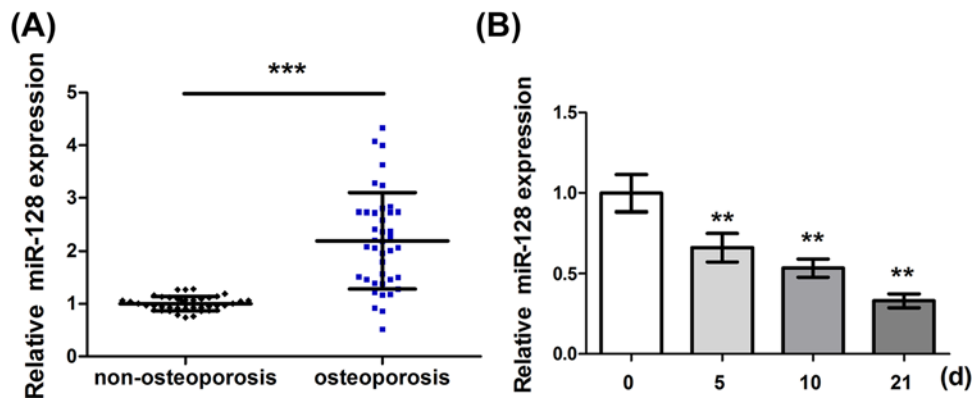 (A)
***
Relative miR-128 expression
5
4
3
2
1
0
non-osteoporosis osteoporosis
(B)
Relative miR-128 expression
1.5
1.0
0.5
0.0
**
**
**
0 5 10 21 (d)